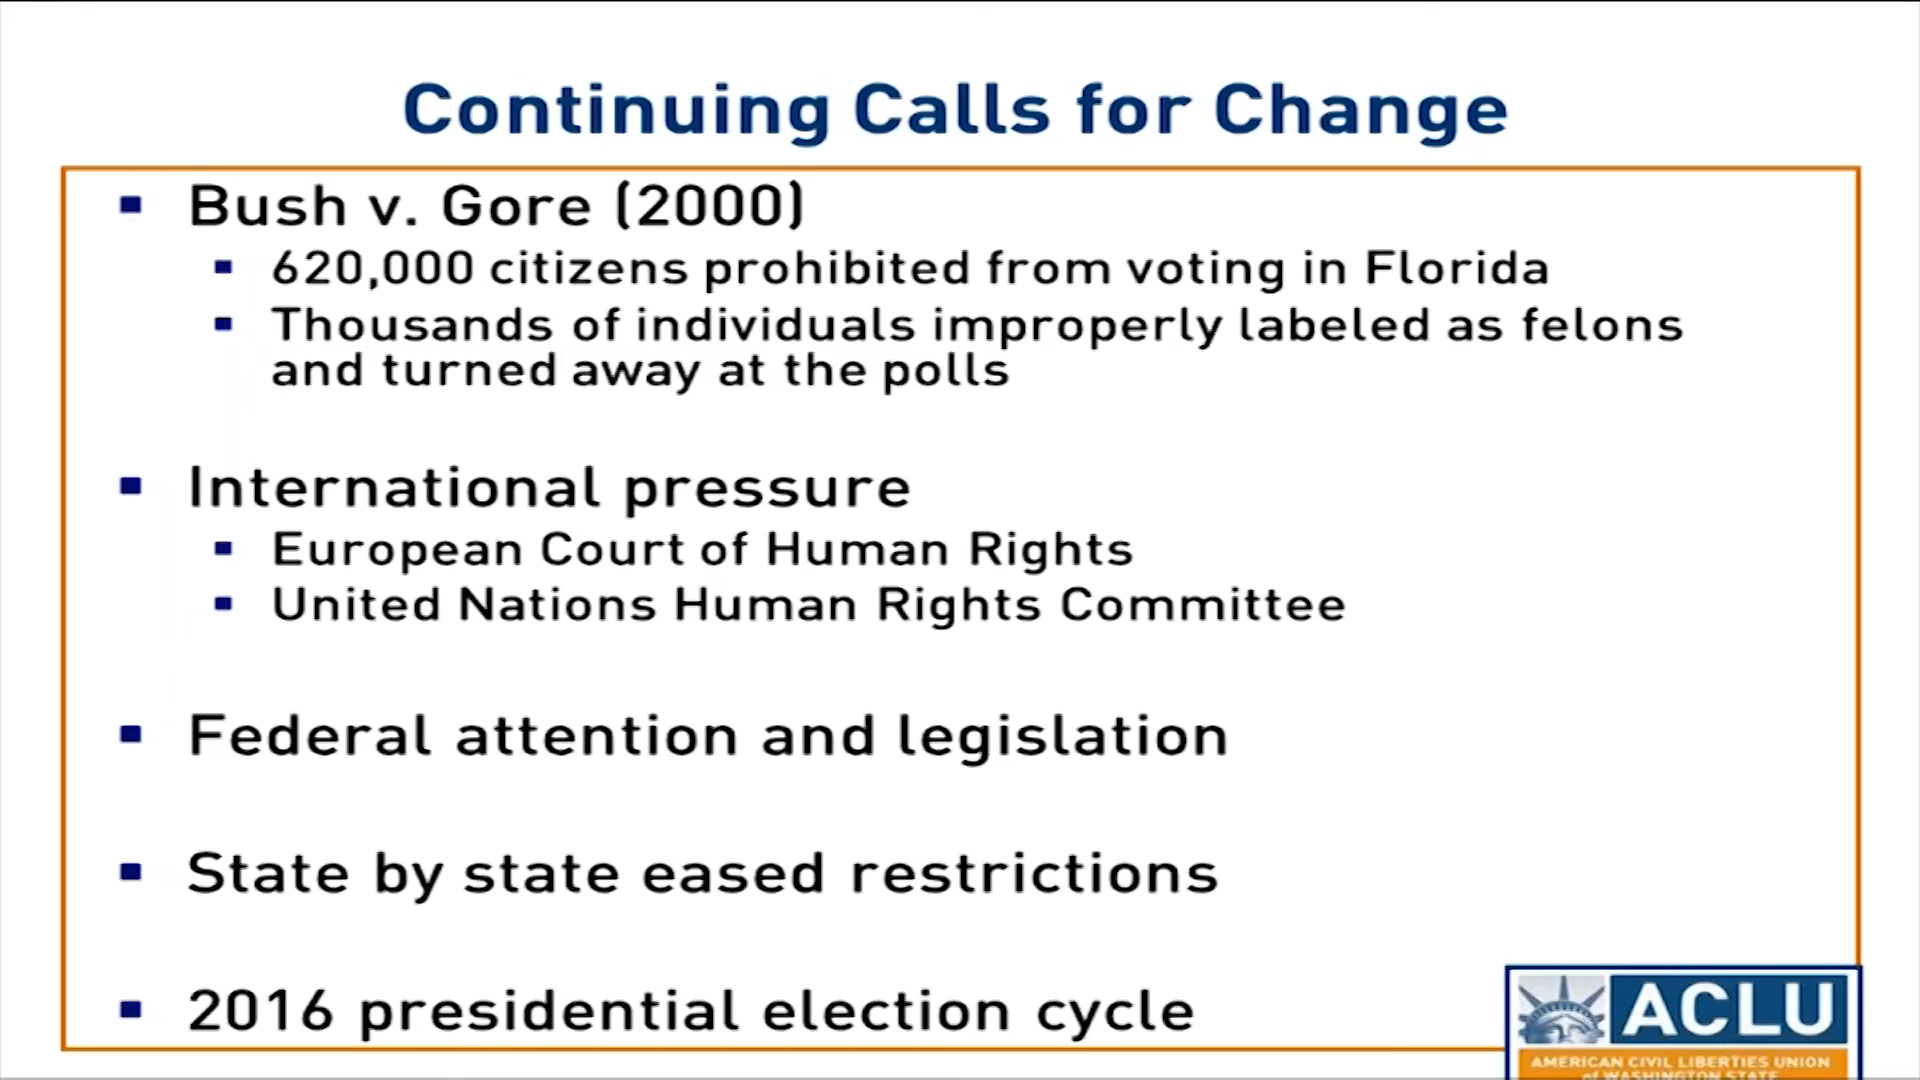 Continuing Calls for Change
Bush v. Gore (2000)
620,000 citizens prohibited from voting in Florida
Thousands of individuals improperly labeled as felons
and turned away at the polls
International pressure
European Court of Human Rights
United Nations Human Rights Committee
Federal attention and legislation
State by state eased restrictions
2016 presidential election cycle
ACLU
AMERICAN CIVIL LIBERTIES UNION
of WASHINGTON STATE